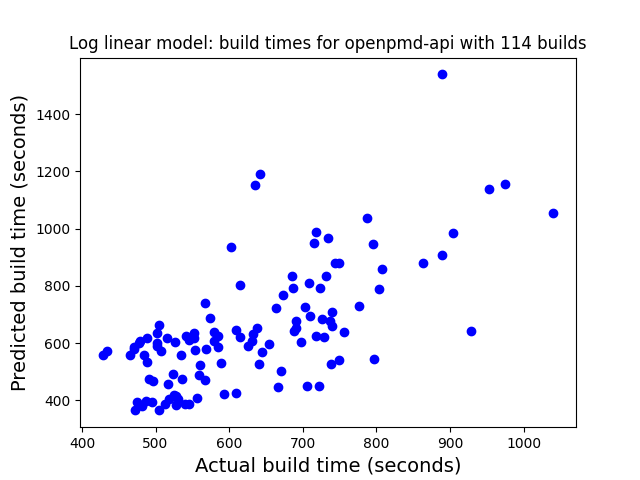 Log linear model: build times for openpmd-api with 114 builds
Predicted build time (seconds)
1400
1200
1000
800
600
400
400 500 600 700 800 900 1000
Actual build time (seconds)